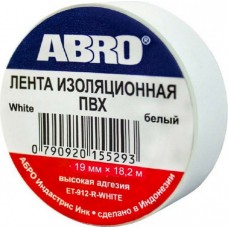 ABRO®
ЛЕНТА ИЗОЛЯЦИОННАЯ
ПВХ
White
белый
0 790920 155293
19 мм × 18,2 м
высокая адгезия
ET-912-R-WHITE
АБРО Индастрис Инк • сделано в Индонезии